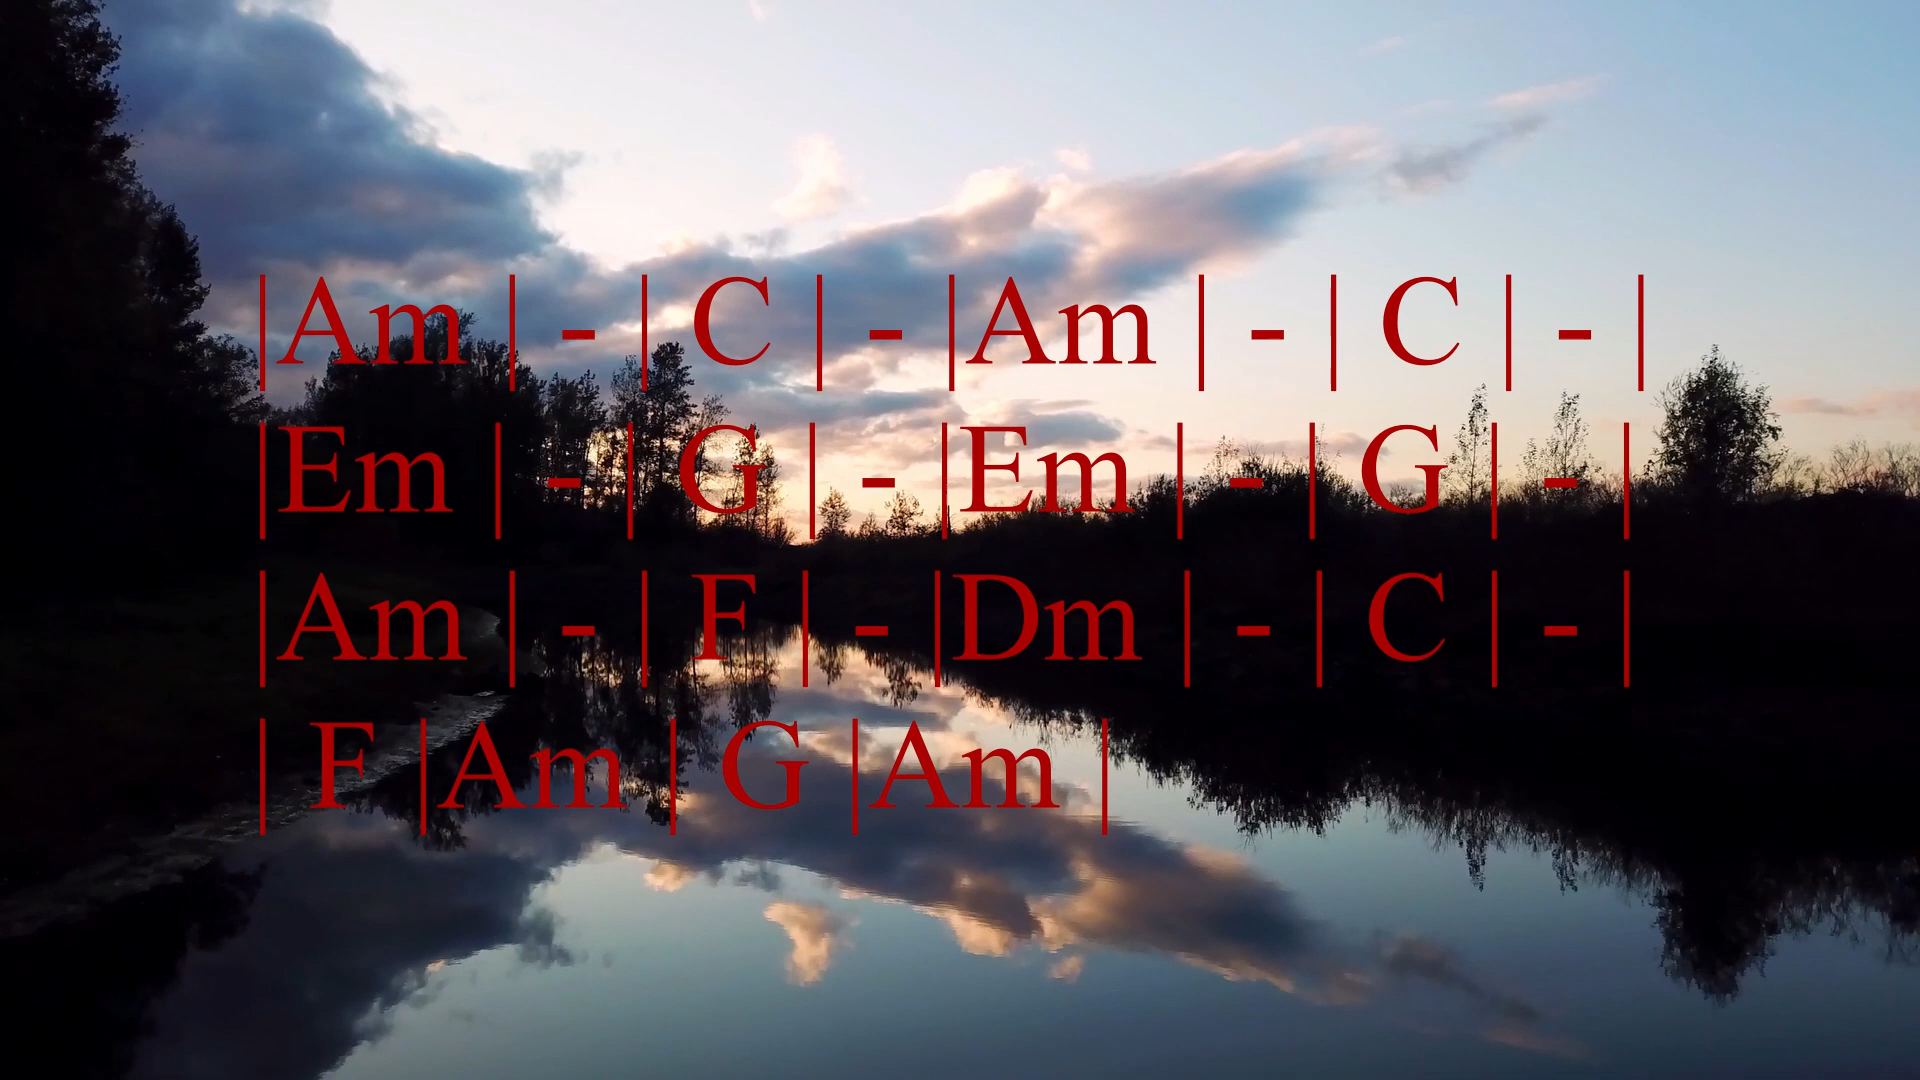 |Am | - | C | - |Am | - | C | - |
|Em | - | G | - |Em | - | G | - |
|Am | - | F | - |Dm | - | C | - |
| F |Am | G |Am |